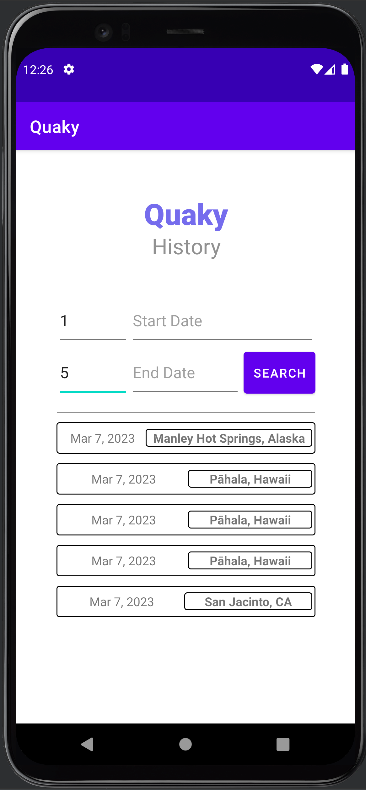 12:26
Quaky
Quaky
History
1 Start Date
5 End Date SEARCH
Mar 7, 2023 Manley Hot Springs, Alaska
Mar 7, 2023 Pāhala, Hawaii
Mar 7, 2023 Pāhala, Hawaii
Mar 7, 2023 Pāhala, Hawaii
Mar 7, 2023 San Jacinto, CA